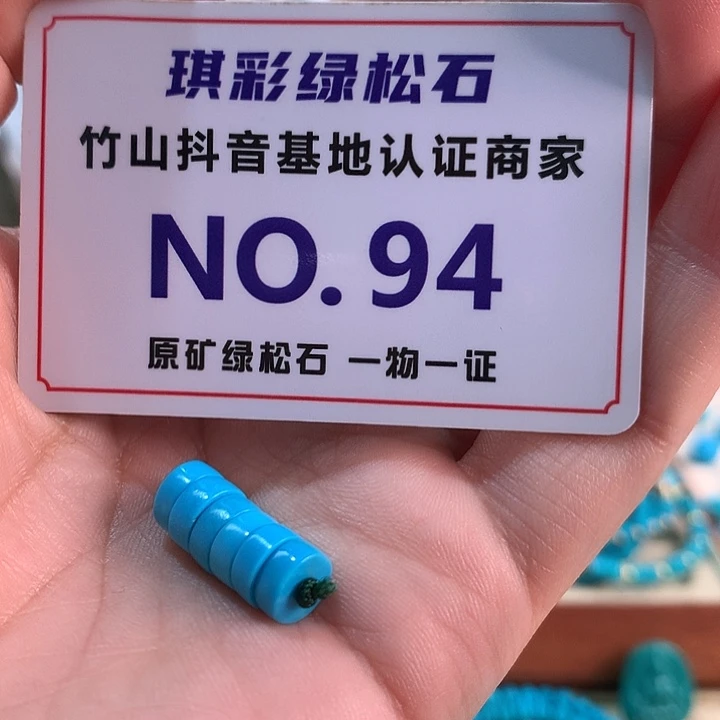 琪彩绿松石
竹山抖音基地认证商家
NO.94
原矿绿松石 一物一证